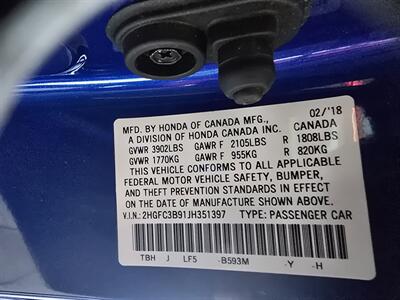 02/'18
MFD. BY HONDA OF CANADA MFG.,
A DIVISION OF HONDA CANADA INC. CANADA
GVWR 3902LBS GAWR F 2105LBS R 1808LBS
GVWR 1770KG GAWR F 955KG R 820KG
THIS VEHICLE CONFORMS TO ALL APPLICABLE
FEDERAL MOTOR VEHICLE SAFETY, BUMPER,
AND THEFT PREVENTION STANDARDS IN EFFECT
ON THE DATE OF MANUFACTURE SHOWN ABOVE.
V.I.N.: 2HGFC3B91JH351397 TYPE: PASSENGER CAR
TBH J LF5 -B593M -Y -H